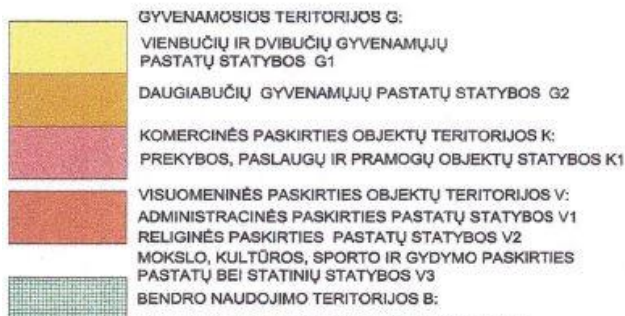 GYVENAMOSIOS TERITORIJOS G:
VIENBUČIŲ IR DVIBUČIŲ GYVENAMŲJŲ
PASTATŲ STATYBOS G1
DAUGIABUČIŲ GYVENAMŲJŲ PASTATŲ STATYBOS G2
KOMERCINĖS PASKIRTIES OBJEKTŲ TERITORIJOS K:
PREKYBOS, PASLAUGŲ IR PRAMOGŲ OBJEKTŲ STATYBOS K1
VISUOMENINĖS PASKIRTIES OBJEKTŲ TERITORIJOS V:
ADMINISTRACINĖS PASKIRTIES PASTATŲ STATYBOS V1
RELIGINĖS PASKIRTIES PASTATŲ STATYBOS V2
MOKSLO, KULTŪROS, SPORTO IR GYDYMO PASKIRTIES
PASTATŲ BEI STATINIŲ STATYBOS V3
BENDRO NAUDOJIMO TERITORIJOS B: